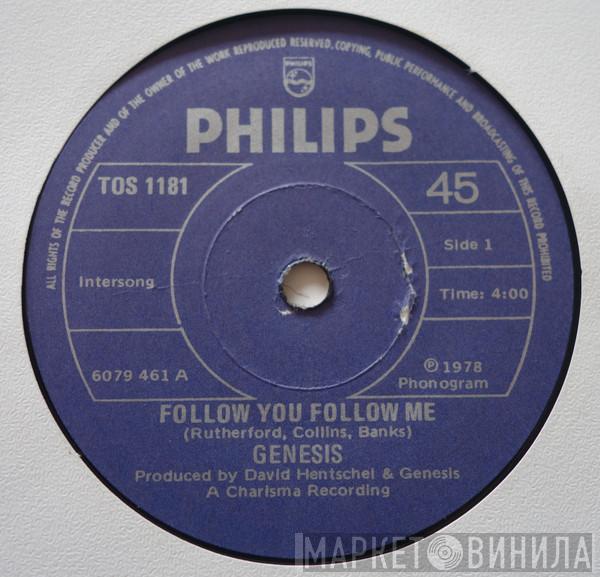 ALL RIGHTS OF THE RECORD PRODUCER AND OF THE OWNER OF THE WORK REPRODUCED RESERVED. COPYING, PUBLIC PERFORMANCE AND BROADCASTING OF THIS RECORD PROHIBITED
PHILIPS
PHILIPS
TOS 1181
45
Side 1
Intersong
Time: 4:00
6079 461 A
℗ 1978
Phonogram
FOLLOW YOU FOLLOW ME
(Rutherford, Collins, Banks)
GENESIS
Produced by David Hentschel & Genesis
A Charisma Recording
МАРКЕТ ВИНИЛА